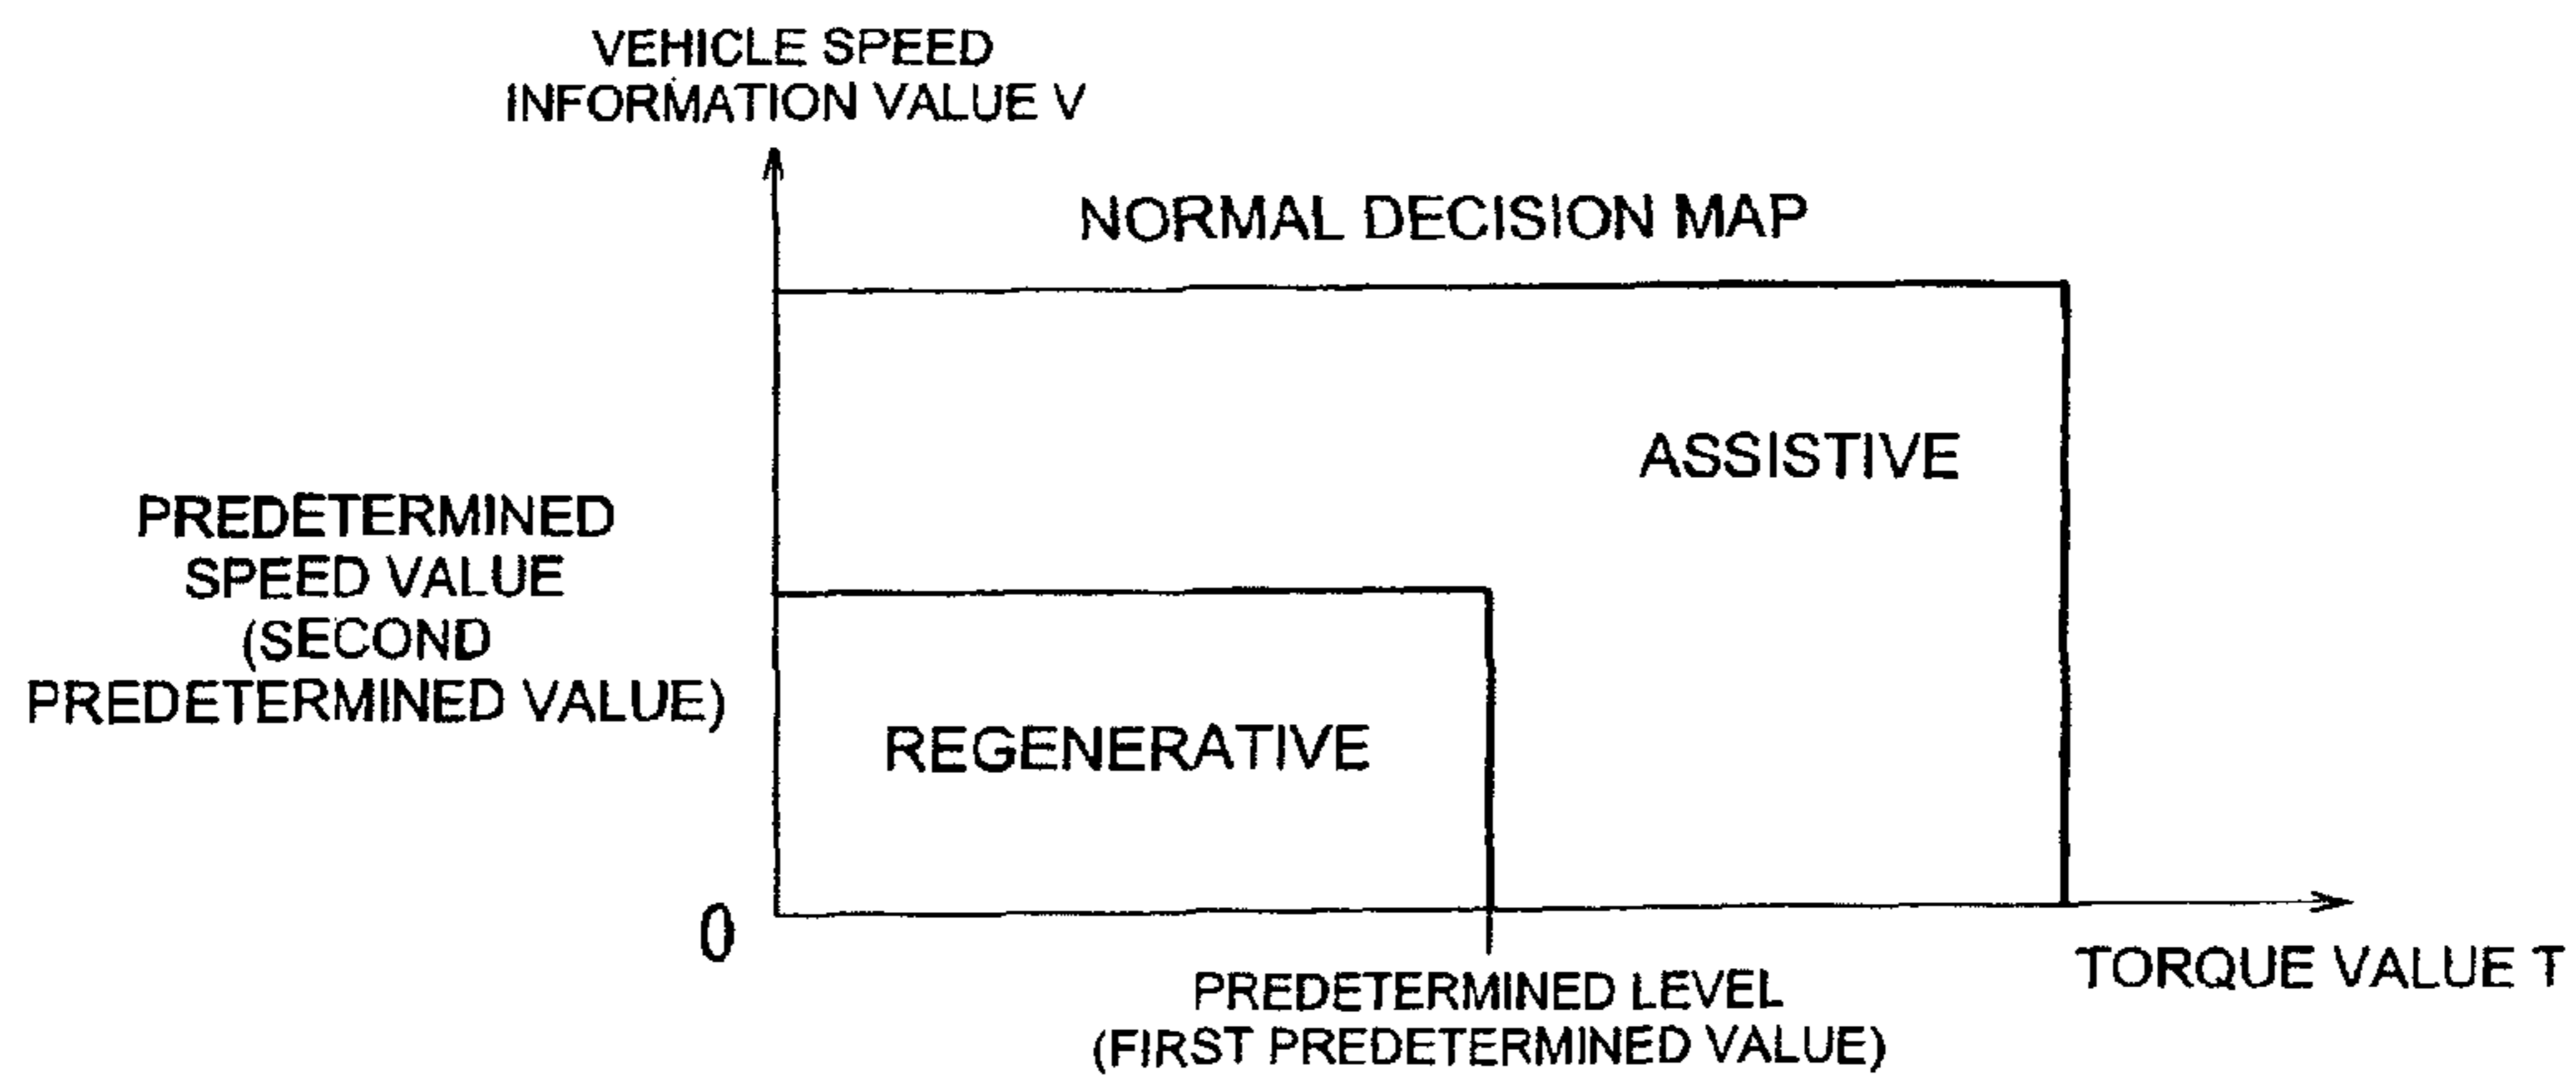 VEHICLE SPEED
INFORMATION VALUE V
NORMAL DECISION MAP
ASSISTIVE
PREDETERMINED
SPEED VALUE
(SECOND
PREDETERMINED VALUE)
REGENERATIVE
0
TORQUE VALUE T
PREDETERMINED LEVEL
(FIRST PREDETERMINED VALUE)